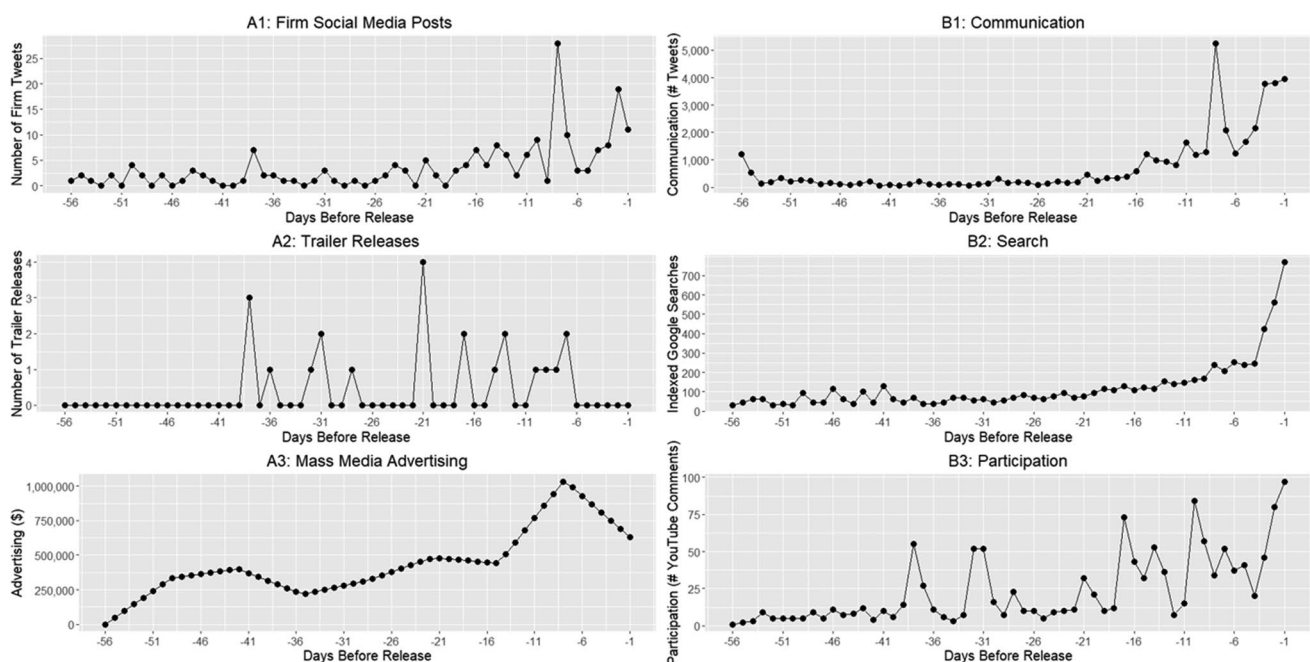 A1: Firm Social Media Posts
Number of Firm Tweets
25
20
15
10
5
0
-56 -51 -46 -41 -36 -31 -26 -21 -16 -11 -6 -1
Days Before Release
B1: Communication
Communication (# Tweets)
5,000
4,000
3,000
2,000
1,000
0
-56 -51 -46 -41 -36 -31 -26 -21 -16 -11 -6 -1
Days Before Release
A2: Trailer Releases
Number of Trailer Releases
4
3
2
1
0
-56 -51 -46 -41 -36 -31 -26 -21 -16 -11 -6 -1
Days Before Release
B2: Search
Indexed Google Searches
700
600
500
400
300
200
100
0
-56 -51 -46 -41 -36 -31 -26 -21 -16 -11 -6 -1
Days Before Release
A3: Mass Media Advertising
Advertising ($)
1,000,000
750,000
500,000
250,000
0
-56 -51 -46 -41 -36 -31 -26 -21 -16 -11 -6 -1
Days Before Release
B3: Participation
Participation (# YouTube Comments)
100
75
50
25
0
-56 -51 -46 -41 -36 -31 -26 -21 -16 -11 -6 -1
Days Before Release